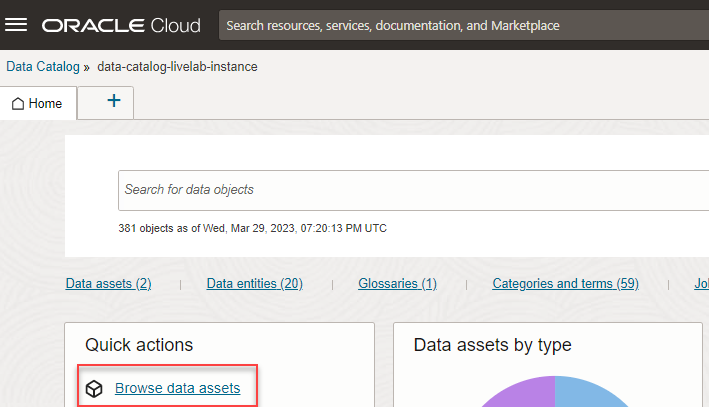 ORACLE Cloud Search resources, services, documentation, and Marketplace
Data Catalog » data-catalog-livelab-instance
Home +
Search for data objects
381 objects as of Wed, Mar 29, 2023, 07:20:13 PM UTC
Data assets (2) | Data entities (20) | Glossaries (1) | Categories and terms (59) |
Quick actions
Browse data assets
Data assets by type